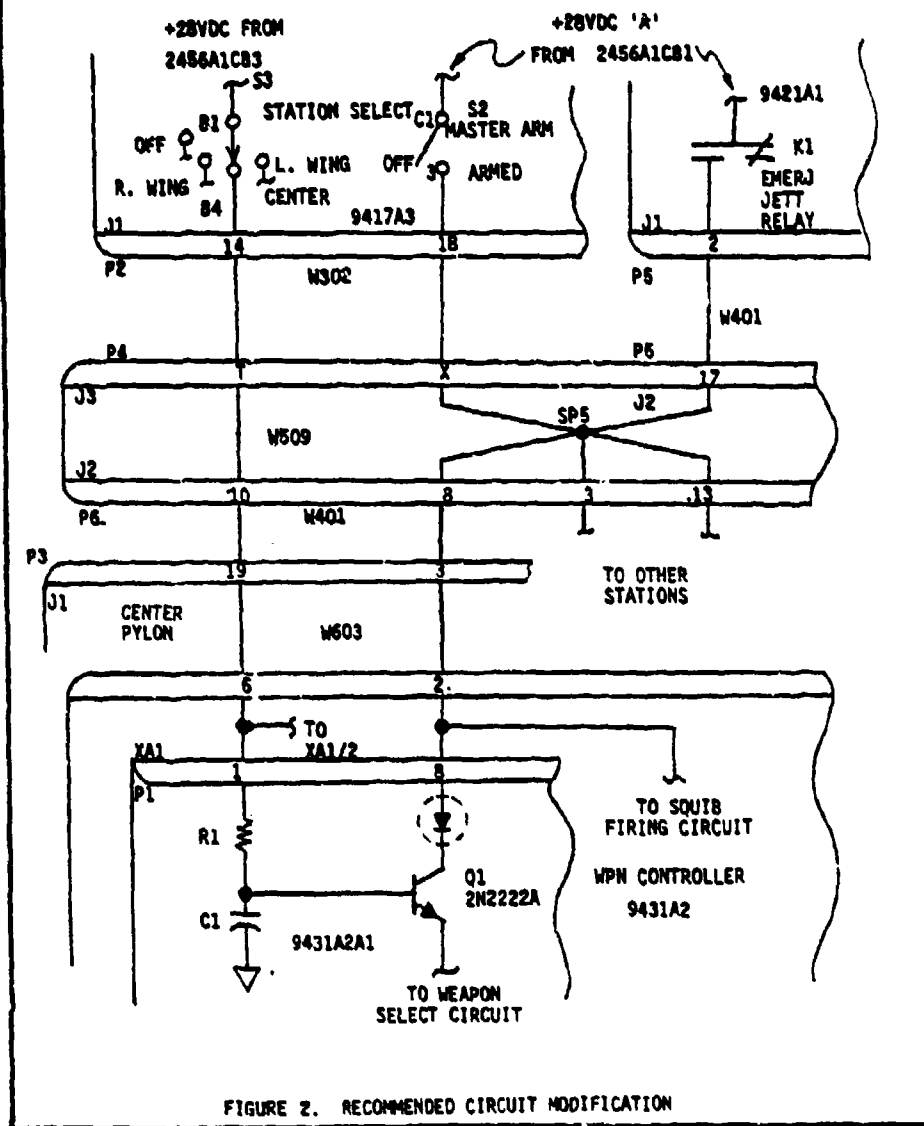 +28VDC FROM
2456A1CB3
S3
+28VDC 'A'
FROM 2456A1CB1
9421A1
STATION SELECT
B1
OFF
R. WING
L. WING
CENTER
B4
C1
S2
MASTER ARM
OFF
3
ARMED
K1
EMERJ
JETT
RELAY
9417A3
J1
14
18
J1
2
P2
W302
P5
W401
P4
P6
T
X
17
J3
J2
SP5
W509
J2
10
8
3
13
P6
W401
P3
19
3
J1
TO OTHER
STATIONS
CENTER
PYLON
W603
6
2
TO
XA1/2
XA1
1
8
P1
TO SQUIB
FIRING CIRCUIT
R1
Q1
2N2222A
WPN CONTROLLER
9431A2
C1
9431A2A1
TO WEAPON
SELECT CIRCUIT
FIGURE 2. RECOMMENDED CIRCUIT MODIFICATION